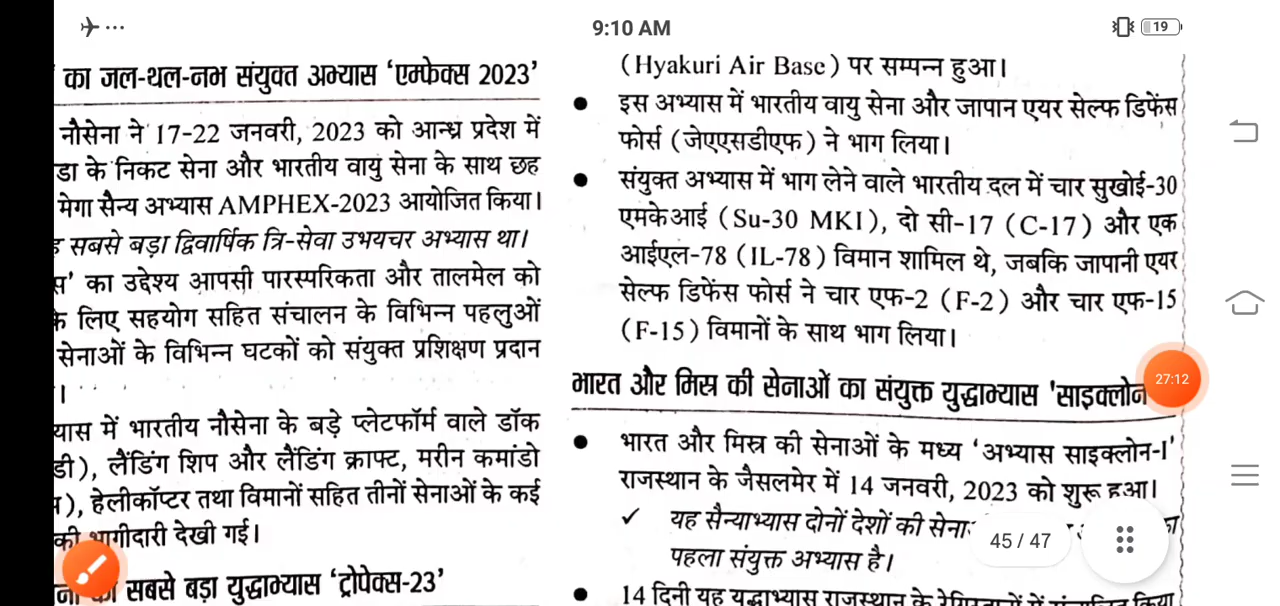 9:10 AM
19
का जल-थल-नभ संयुक्त अभ्यास ‘एम्फेक्स 2023’
नौसेना ने 17-22 जनवरी, 2023 को आन्ध्र प्रदेश में
डा के निकट सेना और भारतीय वायु सेना के साथ छह
मेगा सैन्य अभ्यास AMPHEX-2023 आयोजित किया।
सबसे बड़ा द्विवार्षिक त्रि-सेवा उभयचर अभ्यास था।
स’ का उद्देश्य आपसी पारस्परिकता और तालमेल को
के लिए सहयोग सहित संचालन के विभिन्न पहलुओं
सेनाओं के विभिन्न घटकों को संयुक्त प्रशिक्षण प्रदान
।
यास में भारतीय नौसेना के बड़े प्लेटफॉर्म वाले डॉक
डी), लैंडिंग शिप और लैंडिंग क्राफ्ट, मरीन कमांडो
), हेलीकॉप्टर तथा विमानों सहित तीनों सेनाओं के कई
की भागीदारी देखी गई।
सबसे बड़ा युद्धाभ्यास ‘ट्रोपेक्स-23’
(Hyakuri Air Base) पर सम्पन्न हुआ।
● इस अभ्यास में भारतीय वायु सेना और जापान एयर सेल्फ डिफेंस
फोर्स (जेएएसडीएफ) ने भाग लिया।
● संयुक्त अभ्यास में भाग लेने वाले भारतीय दल में चार सुखोई-30
एमकेआई (Su-30 MKI), दो सी-17 (C-17) और एक
आईएल-78 (IL-78) विमान शामिल थे, जबकि जापानी एयर
सेल्फ डिफेंस फोर्स ने चार एफ-2 (F-2) और चार एफ-15
(F-15) विमानों के साथ भाग लिया।
भारत और मिस्र की सेनाओं का संयुक्त युद्धाभ्यास 'साइक्लोन
27:12
● भारत और मिस्र की सेनाओं के मध्य ‘अभ्यास साइक्लोन-I’
राजस्थान के जैसलमेर में 14 जनवरी, 2023 को शुरू हुआ।
✓ यह सैन्याभ्यास दोनों देशों की
पहला संयुक्त अभ्यास है।
45 / 47
● 14 दिनी यह युद्धाभ्यास राजस्थान के रेगिस्तानों में संचालित किया